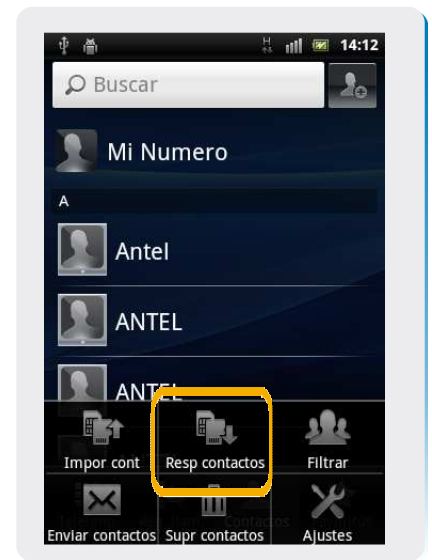 H 14:12
Buscar
Mi Numero
A
Antel
ANTEL
ANTEL
Impor cont Resp contactos Filtrar
Enviar contactos Supr contactos Ajustes